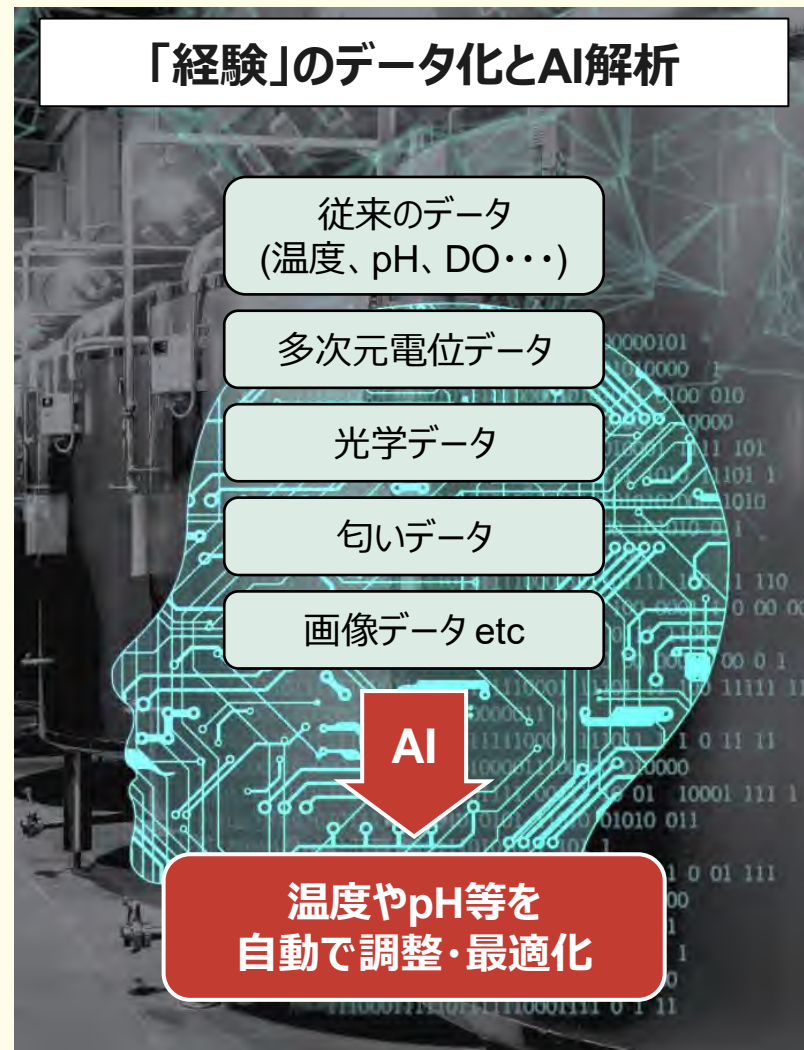 「経験」のデータ化とAI解析
従来のデータ
(温度、pH、DO･･･)
多次元電位データ
光学データ
匂いデータ
画像データ etc
AI
温度やpH等を
自動で調整･最適化